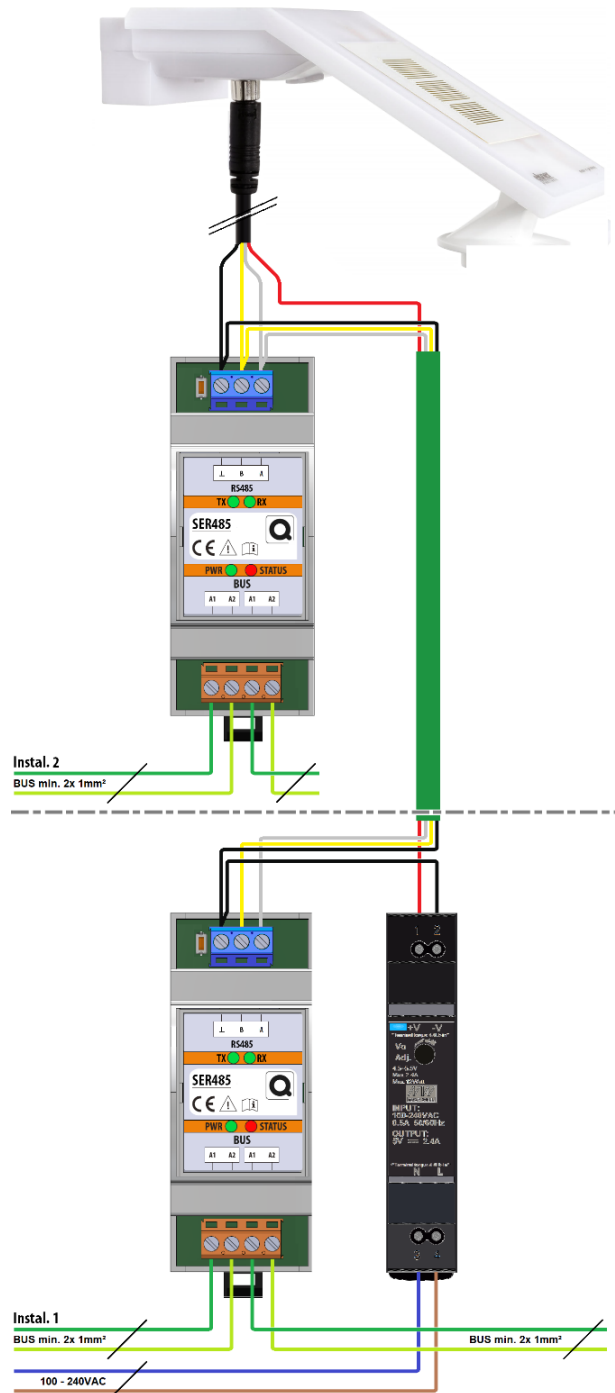 ⊥ B A
RS485
TX RX
SER485
CE
PWR STATUS
BUS
A1 A2 A1 A2
Instal. 2
BUS min. 2x 1mm²
1 2
⊥ B A
RS485
TX RX
SER485
CE
PWR STATUS
BUS
A1 A2 A1 A2
+V -V
Adj.
INPUT:
100-240VAC
0.5A 50/60Hz
OUTPUT:
5V 2.4A
N L
Instal. 1
BUS min. 2x 1mm²
BUS min. 2x 1mm²
100 - 240VAC